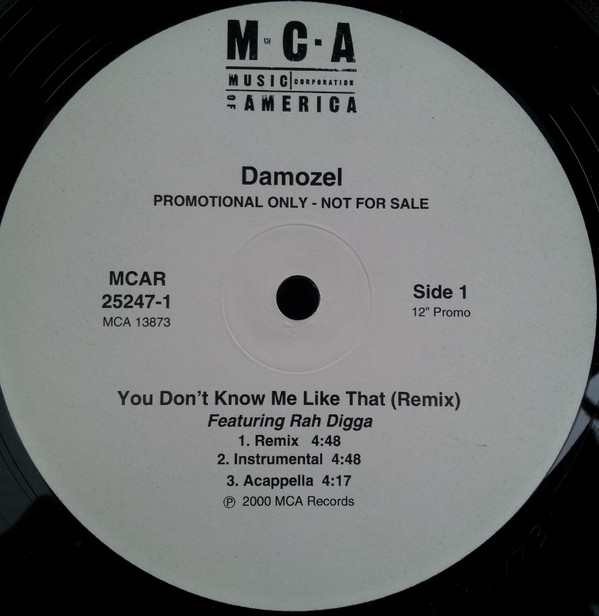 M THE C·A
MUSIC CORPORATION
OF AMERICA
Damozel
PROMOTIONAL ONLY - NOT FOR SALE
MCAR
25247-1
MCA 13873
Side 1
12" Promo
You Don't Know Me Like That (Remix)
Featuring Rah Digga
1. Remix 4:48
2. Instrumental 4:48
3. Acappella 4:17
℗ 2000 MCA Records